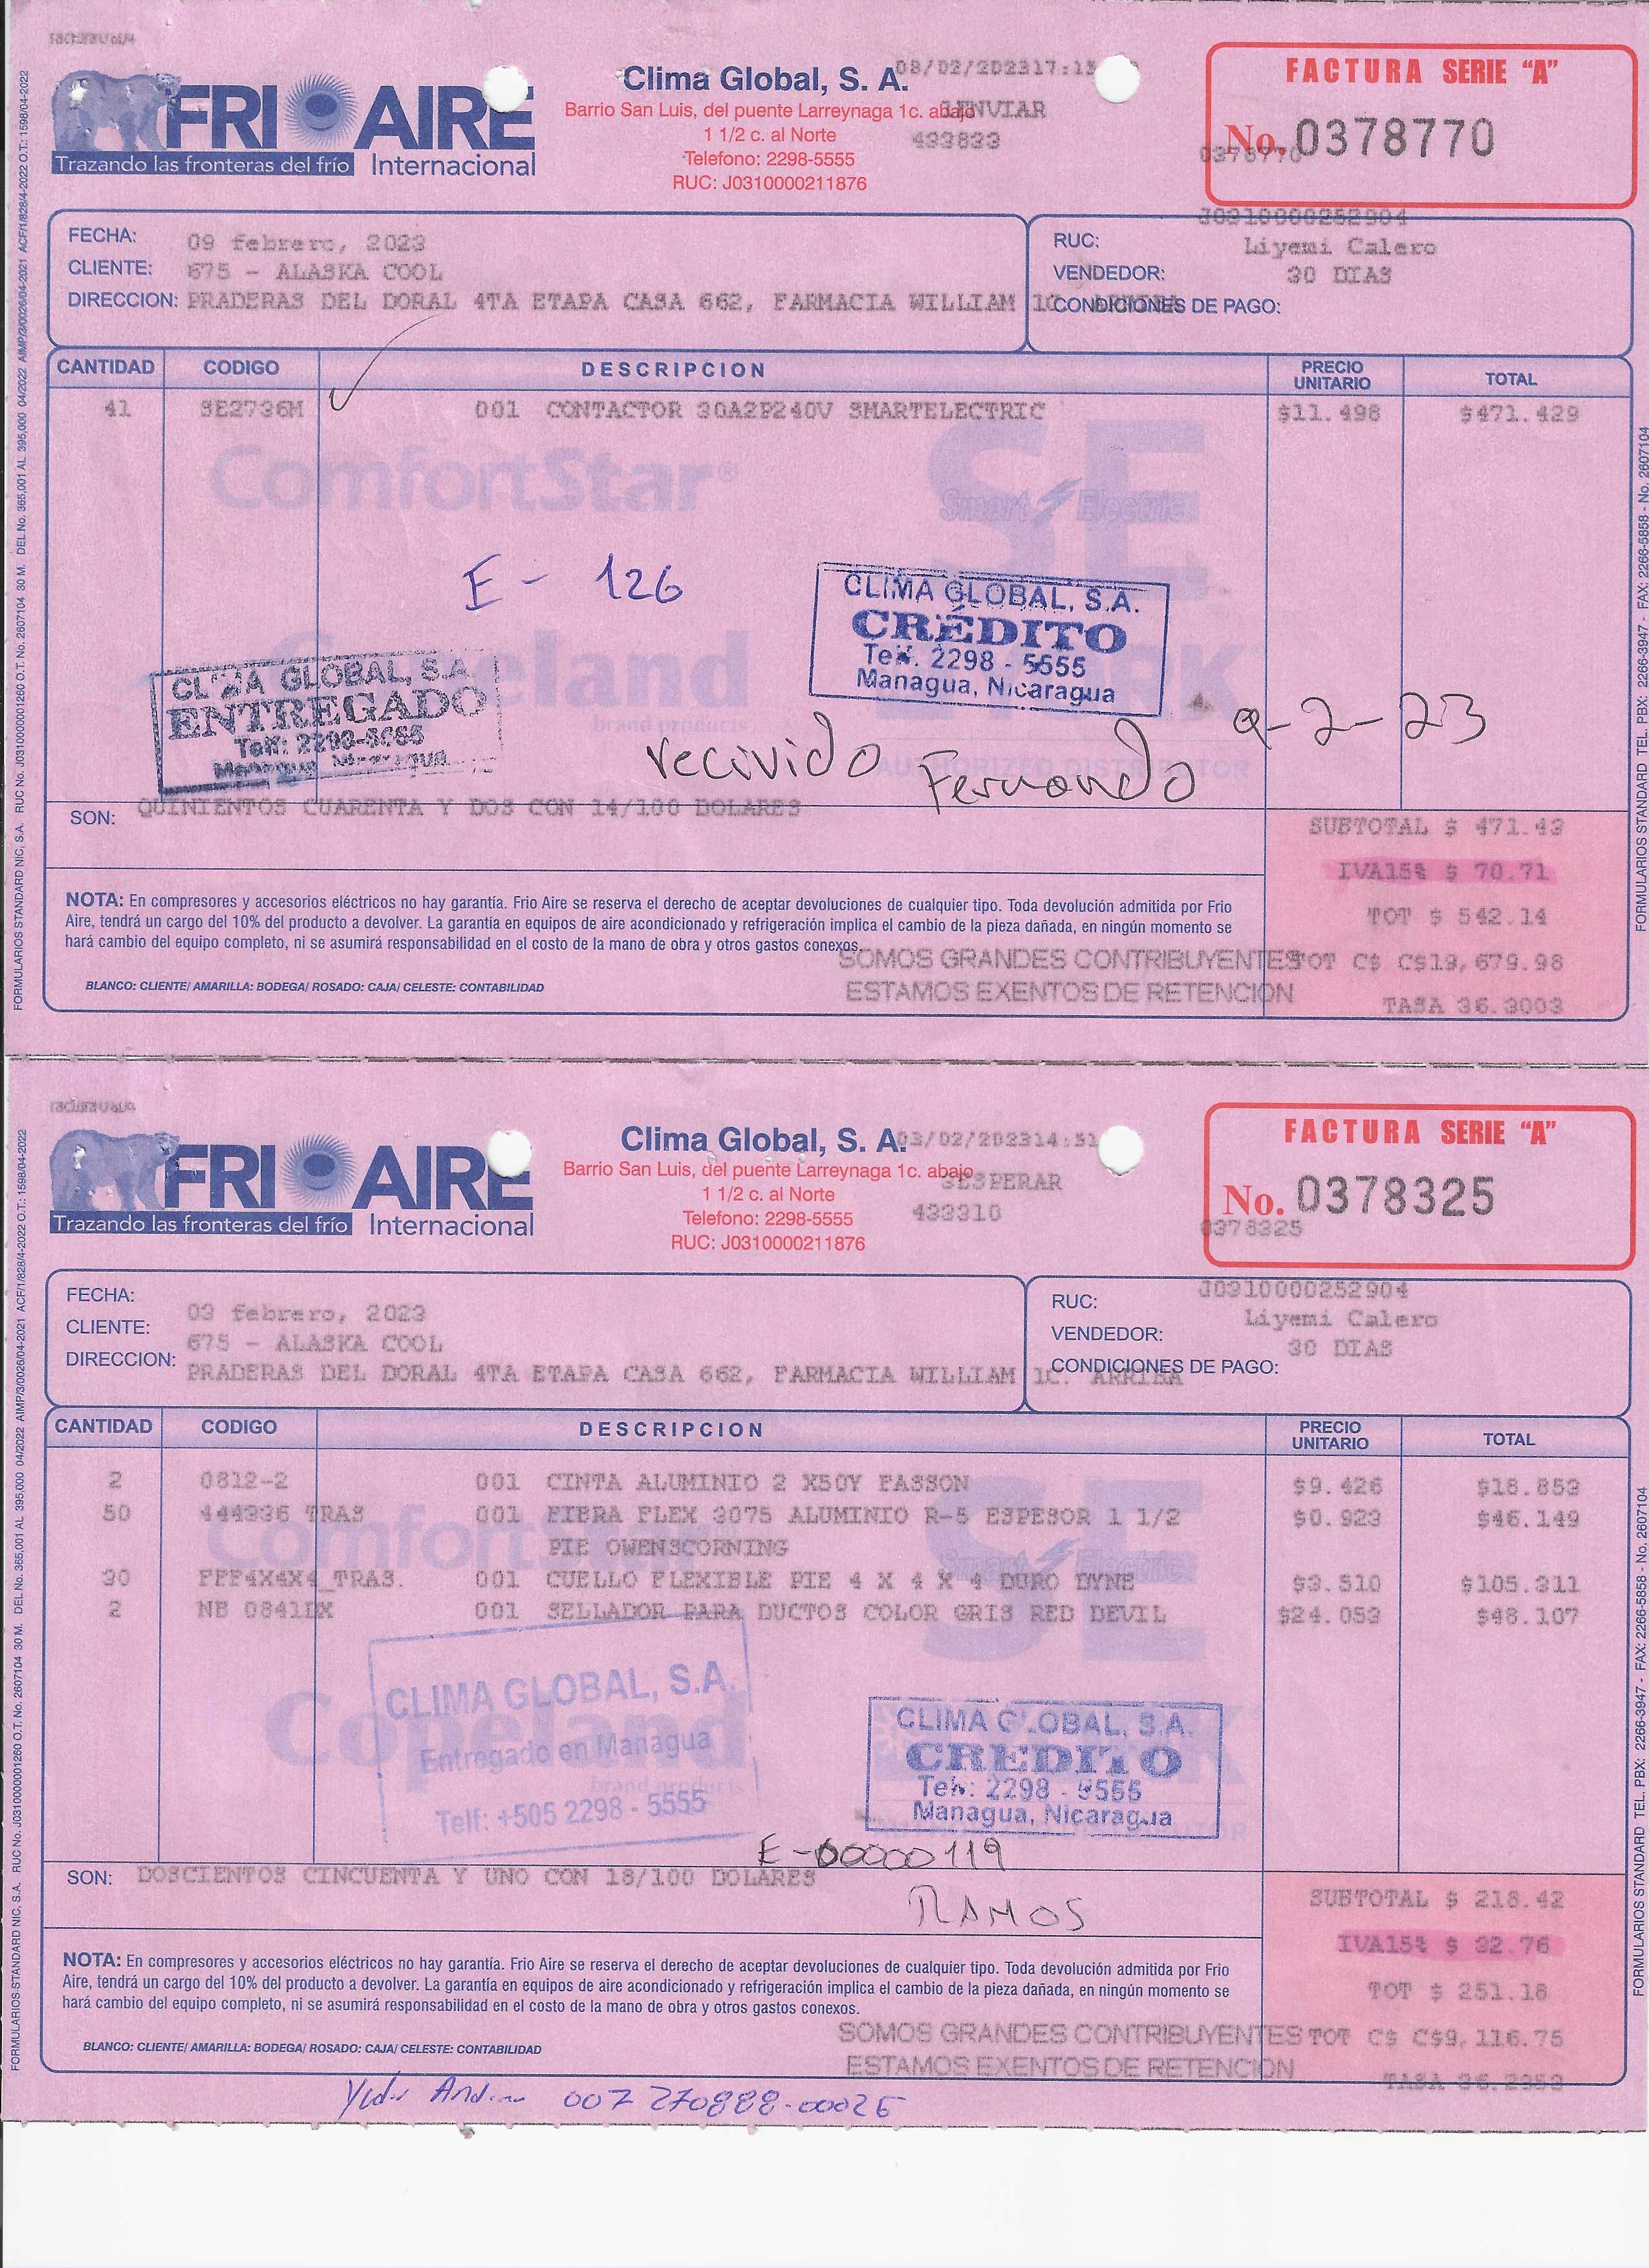 FRIOAIRE
Trazando las fronteras del frío Internacional
Clima Global, S. A.
Barrio San Luis, del puente Larreynaga 1c. abajo
1 1/2 c. al Norte
Telefono: 2298-5555
RUC: J0310000211876
08/02/202317:15
433833
FACTURA SERIE "A"
No. 0378770
0378770
FECHA: 09 febrero, 2023
CLIENTE: 675 - ALASKA COOL
DIRECCION: PRADERAS DEL DORAL 4TA ETAPA CASA 662, FARMACIA WILLIAM 1C. ARRIBA
J0310000252904
RUC:
Liyemi Calero
VENDEDOR:
30 DIAS
CONDICIONES DE PAGO:
CANTIDAD CODIGO DESCRIPCION PRECIO UNITARIO TOTAL
41 SE2736M 001 CONTACTOR 30A2P240V SMARTELECTRIC $11.498 $471.429
ComfortStar®
SE
Smart Electric
E - 126
CLIMA GLOBAL, S.A.
CRÉDITO
Telf. 2298 - 5555
Managua, Nicaragua
Copeland
brand products
CLIMA GLOBAL, S.A.
ENTREGADO
Telf: 2298-5555
Managua, Nicaragua
AUTHORIZED DISTRIBUTOR
recivido Fernando 9-2-23
SON: QUINIENTOS CUARENTA Y DOS CON 14/100 DOLARES
SUBTOTAL $ 471.43
IVA15% $ 70.71
TOT $ 542.14
TOT C$ C$19,679.98
TASA 36.3003
NOTA: En compresores y accesorios eléctricos no hay garantía. Frio Aire se reserva el derecho de aceptar devoluciones de cualquier tipo. Toda devolución admitida por Frio
Aire, tendrá un cargo del 10% del producto a devolver. La garantía en equipos de aire acondicionado y refrigeración implica el cambio de la pieza dañada, en ningún momento se
hará cambio del equipo completo, ni se asumirá responsabilidad en el costo de la mano de obra y otros gastos conexos.
SOMOS GRANDES CONTRIBUYENTES
ESTAMOS EXENTOS DE RETENCION
BLANCO: CLIENTE/ AMARILLA: BODEGA/ ROSADO: CAJA/ CELESTE: CONTABILIDAD
FORMULARIOS STANDARD NIC, S.A. RUC No. J0310000001260 O.T. No. 2607104 30 M. DEL No. 365,001 AL 395,000 04/2022 AIMP/3/0026/04-2021 ACF/1/828/4-2022 O.T.: 1598/04-2022
FORMULARIOS STANDARD TEL. PBX: 2266-3947 - FAX: 2266-5858 - No. 2607104
FRIOAIRE
Trazando las fronteras del frío Internacional
Clima Global, S. A.
Barrio San Luis, del puente Larreynaga 1c. abajo
1 1/2 c. al Norte
Telefono: 2298-5555
RUC: J0310000211876
03/02/202314:51
433310
FACTURA SERIE "A"
No. 0378325
0378325
FECHA: 03 febrero, 2023
CLIENTE: 675 - ALASKA COOL
DIRECCION: PRADERAS DEL DORAL 4TA ETAPA CASA 662, FARMACIA WILLIAM 1C. ARRIBA
J0310000252904
RUC:
Liyemi Calero
VENDEDOR:
30 DIAS
CONDICIONES DE PAGO:
CANTIDAD CODIGO DESCRIPCION PRECIO UNITARIO TOTAL
2 0812-2 001 CINTA ALUMINIO 2 X50Y FASSON $9.426 $18.853
50 444336 TRAS 001 FIBRA FLEX 3075 ALUMINIO R-5 ESPESOR 1 1/2 $0.923 $46.149
PIE OWENSCORNING
30 FFF4X4X4_TRAS. 001 CUELLO FLEXIBLE PIE 4 X 4 X 4 DURO DYNE $3.510 $105.311
2 NB 0841DX 001 SELLADOR PARA DUCTOS COLOR GRIS RED DEVIL $24.053 $48.107
ComfortStar
SE
Smart Electric
CLIMA GLOBAL, S.A.
Entregado en Managua
Telf: +505 2298 - 5555
Copeland
brand products
CLIMA GLOBAL, S.A.
CREDITO
Telf: 2298 - 5555
Managua, Nicaragua
E-00000119
RAMOS
SON: DOSCIENTOS CINCUENTA Y UNO CON 18/100 DOLARES
SUBTOTAL $ 218.42
IVA15% $ 32.76
TOT $ 251.18
TOT C$ C$9,116.75
NOTA: En compresores y accesorios eléctricos no hay garantía. Frio Aire se reserva el derecho de aceptar devoluciones de cualquier tipo. Toda devolución admitida por Frio
Aire, tendrá un cargo del 10% del producto a devolver. La garantía en equipos de aire acondicionado y refrigeración implica el cambio de la pieza dañada, en ningún momento se
hará cambio del equipo completo, ni se asumirá responsabilidad en el costo de la mano de obra y otros gastos conexos.
SOMOS GRANDES CONTRIBUYENTES
ESTAMOS EXENTOS DE RETENCION
BLANCO: CLIENTE/ AMARILLA: BODEGA/ ROSADO: CAJA/ CELESTE: CONTABILIDAD
007 270888-00025
FORMULARIOS STANDARD NIC, S.A. RUC No. J0310000001260 O.T. No. 2607104 30 M. DEL No. 365,001 AL 395,000 04/2022 AIMP/3/0026/04-2021 ACF/1/828/4-2022 O.T.: 1598/04-2022
FORMULARIOS STANDARD TEL. PBX: 2266-3947 - FAX: 2266-5858 - No. 2607104